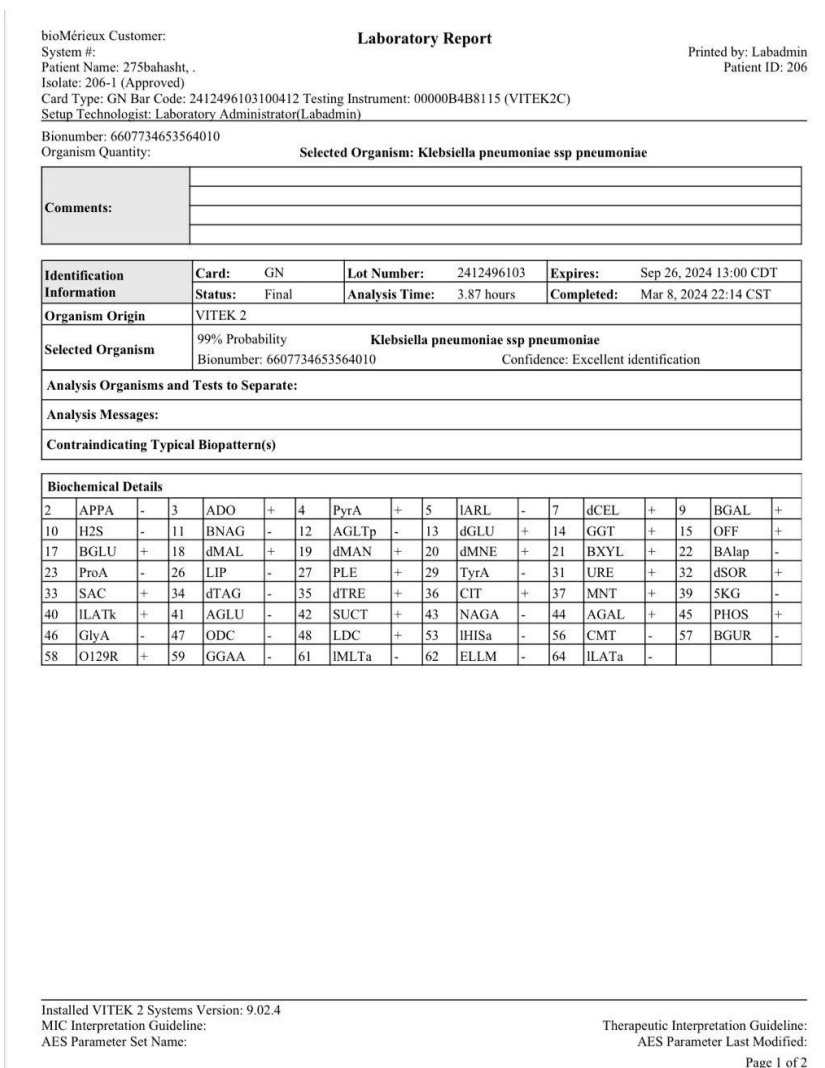 bioMérieux Customer:
Laboratory Report
System #:
Printed by: Labadmin
Patient Name: 275bahasht, .
Patient ID: 206
Isolate: 206-1 (Approved)
Card Type: GN Bar Code: 2412496103100412 Testing Instrument: 00000B4B8115 (VITEK2C)
Setup Technologist: Laboratory Administrator(Labadmin)
Bionumber: 6607734653564010
Organism Quantity:
Selected Organism: Klebsiella pneumoniae ssp pneumoniae
Comments:
Identification Information
Card: GN Lot Number: 2412496103 Expires: Sep 26, 2024 13:00 CDT
Status: Final Analysis Time: 3.87 hours Completed: Mar 8, 2024 22:14 CST
Organism Origin VITEK 2
Selected Organism
99% Probability Klebsiella pneumoniae ssp pneumoniae
Bionumber: 6607734653564010 Confidence: Excellent identification
Analysis Organisms and Tests to Separate:
Analysis Messages:
Contraindicating Typical Biopattern(s)
Biochemical Details
2 APPA - 3 ADO + 4 PyrA + 5 lARL - 7 dCEL + 9 BGAL +
10 H2S - 11 BNAG - 12 AGLTp - 13 dGLU + 14 GGT + 15 OFF +
17 BGLU + 18 dMAL + 19 dMAN + 20 dMNE + 21 BXYL + 22 BAlap -
23 ProA - 26 LIP - 27 PLE + 29 TyrA - 31 URE + 32 dSOR +
33 SAC + 34 dTAG - 35 dTRE + 36 CIT + 37 MNT + 39 5KG -
40 lLATk + 41 AGLU - 42 SUCT + 43 NAGA - 44 AGAL + 45 PHOS +
46 GlyA - 47 ODC - 48 LDC + 53 lHISa - 56 CMT - 57 BGUR -
58 O129R + 59 GGAA - 61 lMLTa - 62 ELLM - 64 lLATa -
Installed VITEK 2 Systems Version: 9.02.4
MIC Interpretation Guideline:
Therapeutic Interpretation Guideline:
AES Parameter Set Name:
AES Parameter Last Modified:
Page 1 of 2